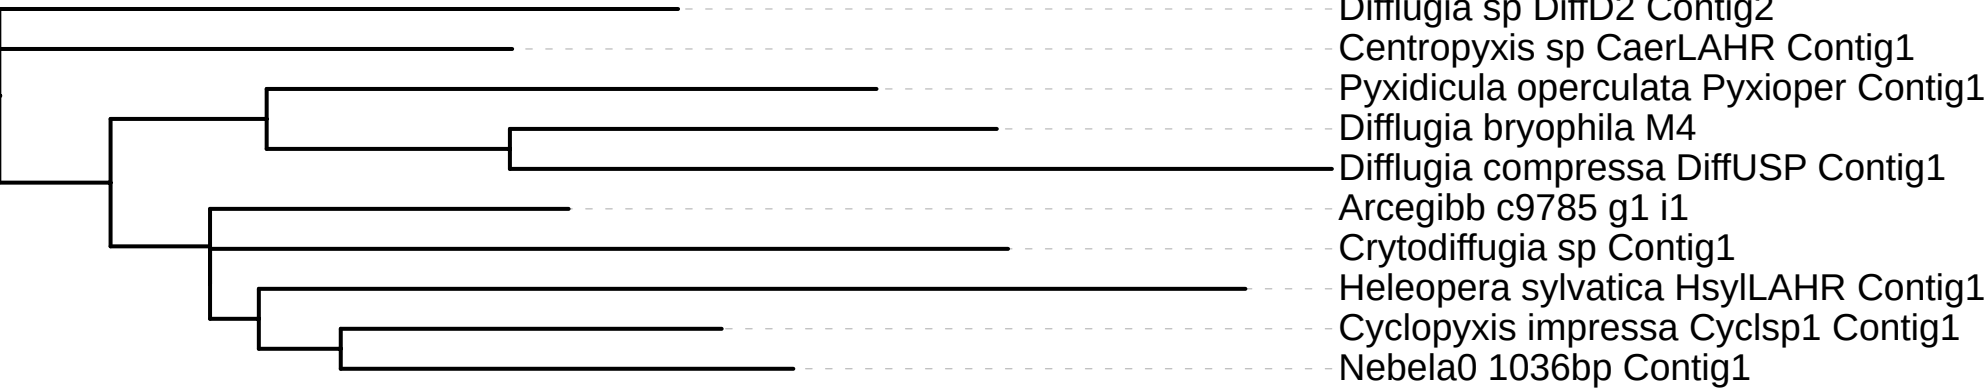 Difflugia sp DiffD2 Contig2
Centropyxis sp CaerLAHR Contig1
Pyxidicula operculata Pyxioper Contig1
Difflugia bryophila M4
Difflugia compressa DiffUSP Contig1
Arcegibb c9785 g1 i1
Crytodiffugia sp Contig1
Heleopera sylvatica HsylLAHR Contig1
Cyclopyxis impressa Cyclsp1 Contig1
Nebela0 1036bp Contig1